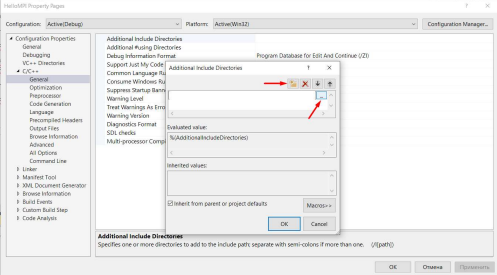 HelloMPI Property Pages
? ×
Configuration: Active(Debug) Platform: Active(Win32) Configuration Manager...
Configuration Properties
General
Debugging
VC++ Directories
C/C++
General
Optimization
Preprocessor
Code Generation
Language
Precompiled Headers
Output Files
Browse Information
Advanced
All Options
Command Line
Linker
Manifest Tool
XML Document Generator
Browse Information
Build Events
Custom Build Step
Code Analysis
Additional Include Directories
Additional #using Directories
Debug Information Format Program Database for Edit And Continue (/ZI)
Support Just My Code
Common Language Ru
Consume Windows Ru
Suppress Startup Bann
Warning Level
Treat Warnings As Erro
Warning Version
Diagnostics Format
SDL checks
Multi-processor Compi
Additional Include Directories ? ×
...
Evaluated value:
%(AdditionalIncludeDirectories)
Inherited values:
Inherit from parent or project defaults Macros>>
OK Cancel
Additional Include Directories
Specifies one or more directories to add to the include path; separate with semi-colons if more than one. (/I[path])
OK Отмена Применить